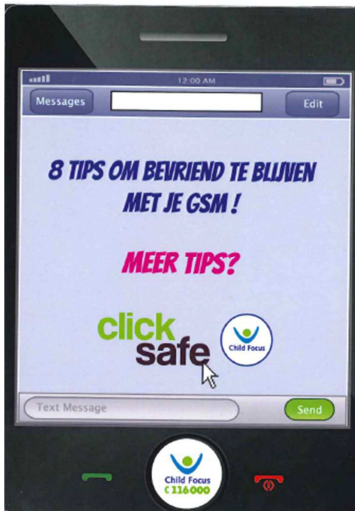 12:00 AM
Messages
Edit
8 TIPS OM BEVRIEND TE BLIJVEN
MET JE GSM !
MEER TIPS?
click
safe
Child Focus
Text Message
Send
Child Focus
116000